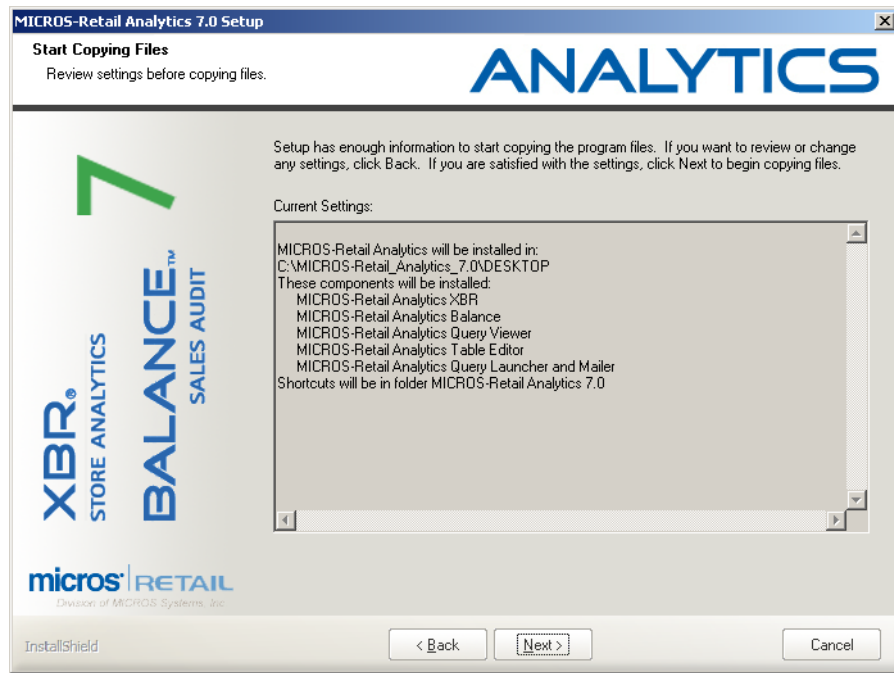 MICROS-Retail Analytics 7.0 Setup
Start Copying Files
Review settings before copying files.
ANALYTICS
Setup has enough information to start copying the program files. If you want to review or change
any settings, click Back. If you are satisfied with the settings, click Next to begin copying files.
Current Settings:
MICROS-Retail Analytics will be installed in:
C:\MICROS-Retail_Analytics_7.0\DESKTOP
These components will be installed:
MICROS-Retail Analytics XBR
MICROS-Retail Analytics Balance
MICROS-Retail Analytics Query Viewer
MICROS-Retail Analytics Table Editor
MICROS-Retail Analytics Query Launcher and Mailer
Shortcuts will be in folder MICROS-Retail Analytics 7.0
7
XBR®
STORE ANALYTICS
BALANCE™
SALES AUDIT
micros RETAIL
Division of MICROS Systems, Inc.
InstallShield
< Back
Next >
Cancel